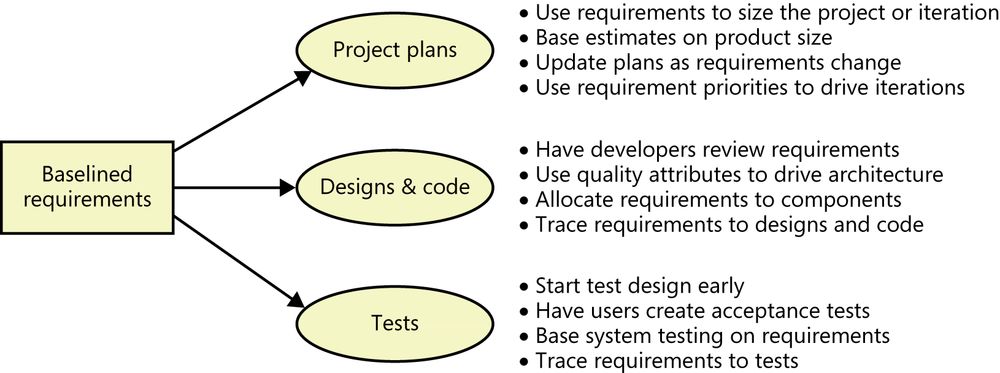 Baselined
requirements
Project plans
• Use requirements to size the project or iteration
• Base estimates on product size
• Update plans as requirements change
• Use requirement priorities to drive iterations
Designs & code
• Have developers review requirements
• Use quality attributes to drive architecture
• Allocate requirements to components
• Trace requirements to designs and code
Tests
• Start test design early
• Have users create acceptance tests
• Base system testing on requirements
• Trace requirements to tests